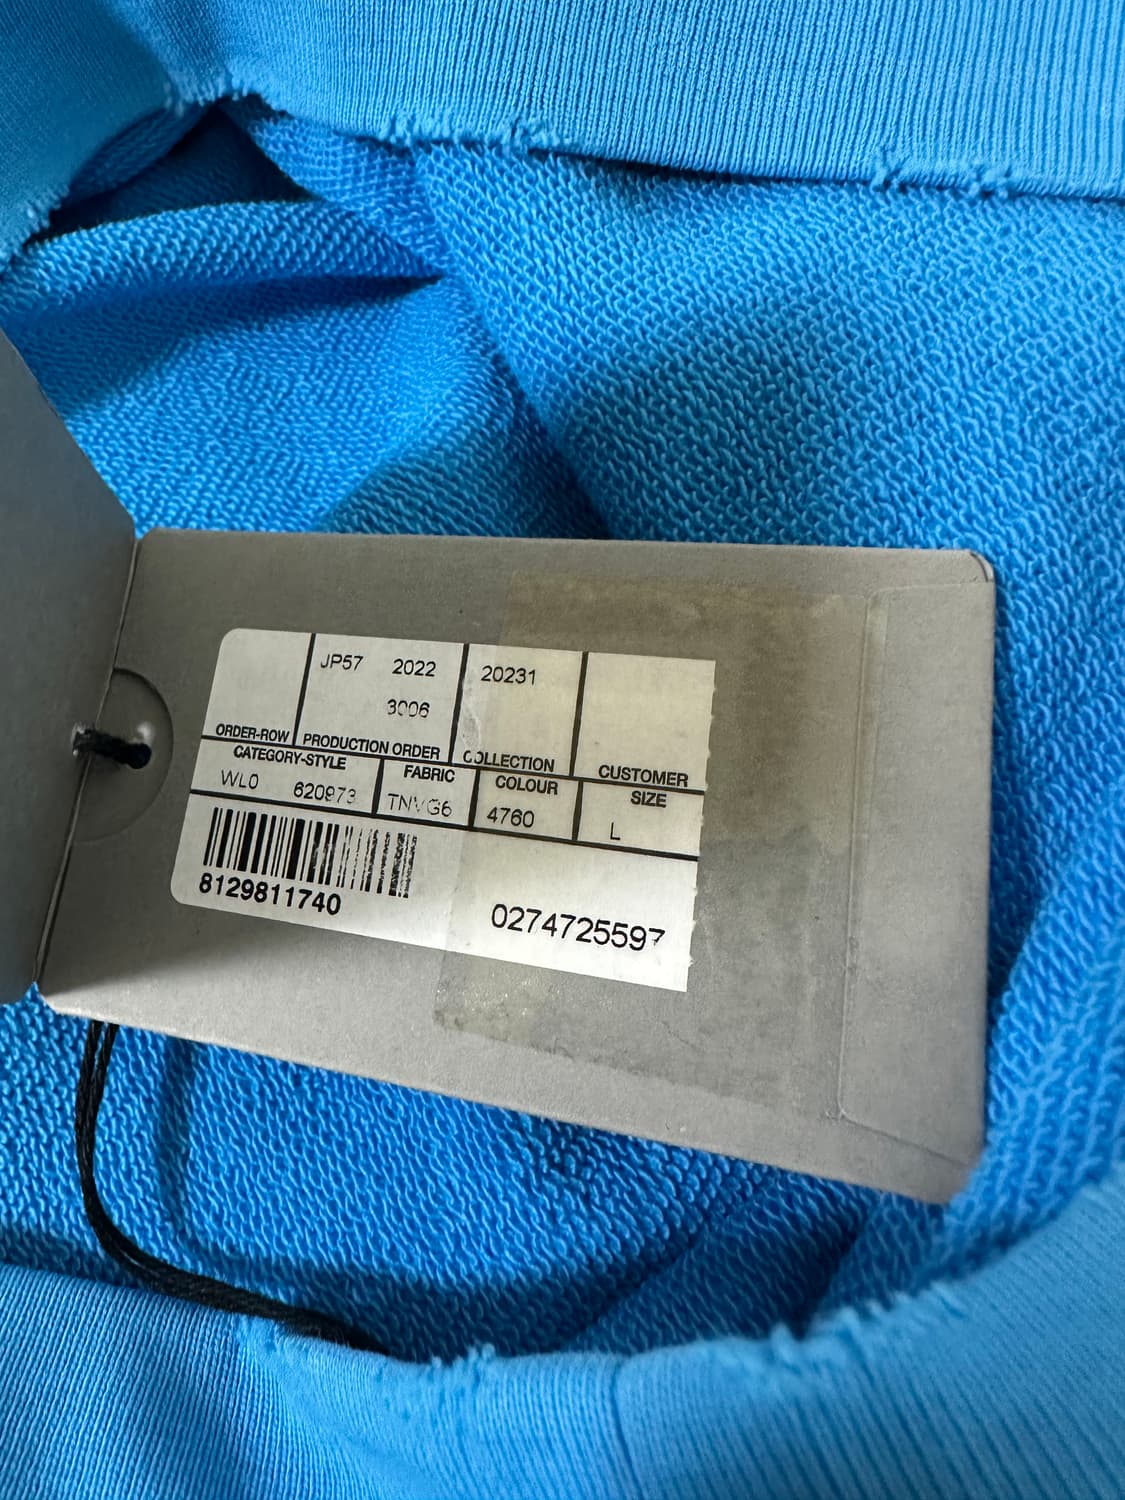 JP57 2022 20231
3006
ORDER-ROW PRODUCTION ORDER COLLECTION CUSTOMER
CATEGORY-STYLE FABRIC COLOUR SIZE
WL0 620973 TNVG6 4760 L
8129811740
0274725597